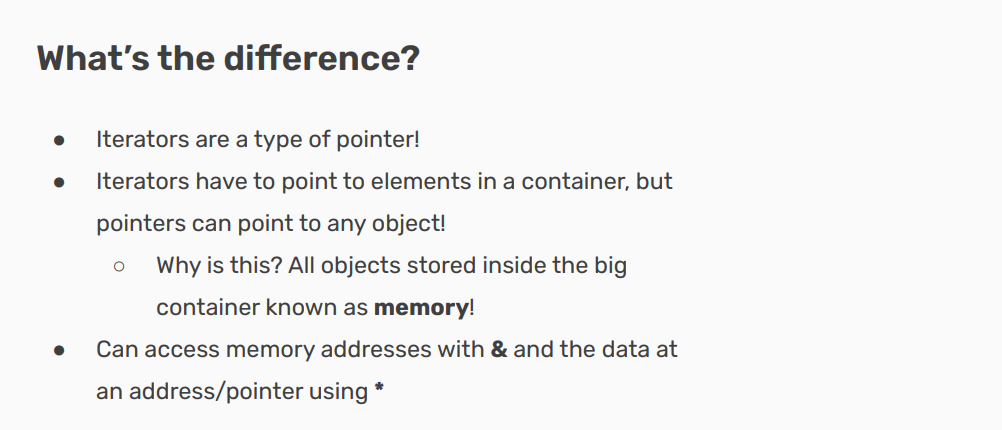 What’s the difference?
● Iterators are a type of pointer!
● Iterators have to point to elements in a container, but
pointers can point to any object!
○ Why is this? All objects stored inside the big
container known as memory!
● Can access memory addresses with & and the data at
an address/pointer using *